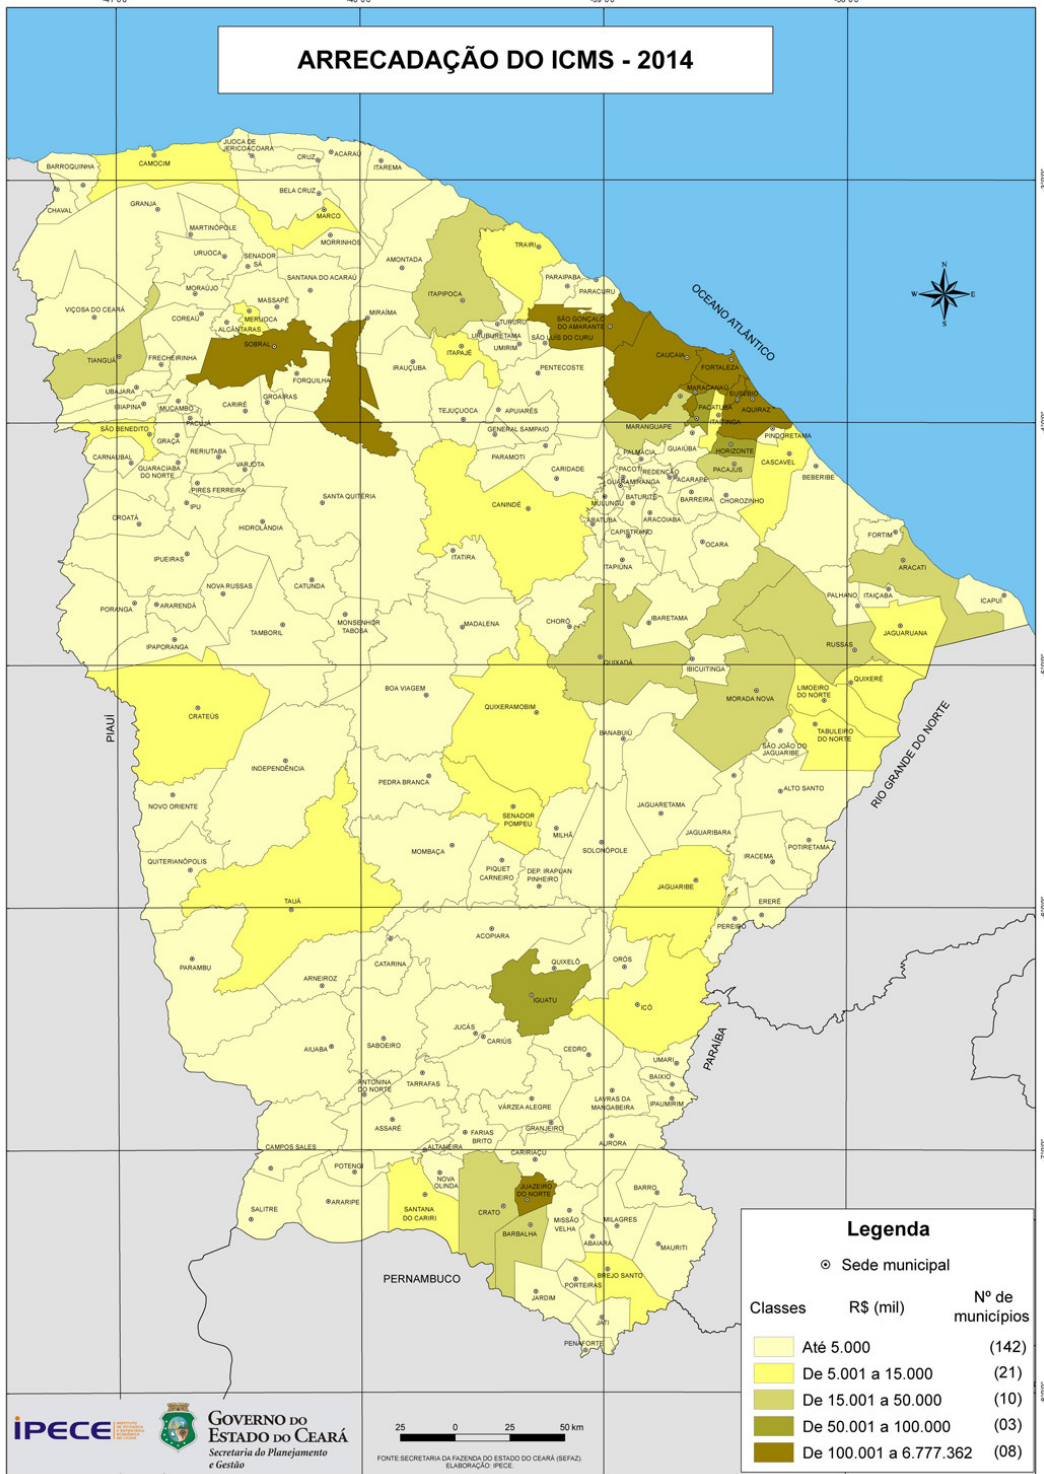 -41°00'
-40°00'
-39°00'
-38°00'
ARRECADAÇÃO DO ICMS - 2014
JIJOCA DE
JERICOACOARA
CRUZ
ACARAÚ
ITAREMA
BARROQUINHA
CAMOCIM
CHAVAL
BELA CRUZ
GRANJA
MARCO
MARTINÓPOLE
MORRINHOS
URUOCA
SENADOR
SÁ
AMONTADA
TRAIRI
SANTANA DO ACARAÚ
PARAIPABA
MORAÚJO
ITAPIPOCA
PARACURU
OCEANO ATLÂNTICO
VIÇOSA DO CEARÁ
COREAÚ
MASSAPÊ
MERUOCA
ALCÂNTARAS
MIRAÍMA
TURURU
URUBURETAMA
UMIRIM
SÃO GONÇALO
DO AMARANTE
SÃO LUÍS DO CURU
SOBRAL
ITAPAJÉ
TIANGUÁ
FRECHEIRINHA
IRAUÇUBA
PENTECOSTE
CAUCAIA
FORTALEZA
FORQUILHA
UBAJARA
MARACANAÚ
EUSÉBIO
IBIAPINA
MUCAMBO
CARIRÉ
GROAÍRAS
TEJUÇUOCA
APUIARÉS
PACATUBA
AQUIRAZ
PACUJÁ
ITAITINGA
MARANGUAPE
SÃO BENEDITO
GRAÇA
GENERAL SAMPAIO
PINDORETAMA
CARNAUBAL
RERIUTABA
PARAMOTI
GUAIÚBA
HORIZONTE
GUARACIABA
DO NORTE
VARJOTA
CARIDADE
PALMÁCIA
PACAJUS
CASCAVEL
PACOTI
REDENÇÃO
ACARAPE
BEBERIBE
PIRES FERREIRA
GUARAMIRANGA
IPU
SANTA QUITÉRIA
CANINDÉ
MULUNGU
BATURITÉ
BARREIRA
CHOROZINHO
CROATÁ
HIDROLÂNDIA
ARATUBA
ARACOIABA
CAPISTRANO
OCARA
FORTIM
IPUEIRAS
ITATIRA
ITAPIÚNA
ARACATI
NOVA RUSSAS
CATUNDA
PALHANO
ITAIÇABA
ICAPUÍ
PORANGA
ARARENDÁ
MONSENHOR
TABOSA
TAMBORIL
MADALENA
CHORÓ
IBARETAMA
JAGUARUANA
IPAPORANGA
RUSSAS
QUIXADÁ
IBICUITINGA
QUIXERÉ
BOA VIAGEM
MORADA NOVA
LIMOEIRO
DO NORTE
CRATEÚS
QUIXERAMOBIM
PIAUÍ
TABULEIRO
DO NORTE
BANABUIÚ
SÃO JOÃO DO
JAGUARIBE
RIO GRANDE DO NORTE
INDEPENDÊNCIA
PEDRA BRANCA
ALTO SANTO
NOVO ORIENTE
JAGUARETAMA
SENADOR
POMPEU
MILHÃ
JAGUARIBARA
POTIRETAMA
MOMBAÇA
SOLONÓPOLE
IRACEMA
QUITERIANÓPOLIS
PIQUET
CARNEIRO
DEP. IRAPUAN
PINHEIRO
JAGUARIBE
TAUÁ
ERERÊ
PEREIRO
ACOPIARA
PARAMBU
CATARINA
QUIXELÔ
ORÓS
ARNEIROZ
IGUATU
ICÓ
JUCÁS
CARIÚS
AIUABA
SABOEIRO
CEDRO
PARAÍBA
UMARI
ANTONINA
DO NORTE
TARRAFAS
BAIXIO
IPAUMIRIM
VÁRZEA ALEGRE
LAVRAS DA
MANGABEIRA
ASSARÉ
GRANJEIRO
FARIAS
BRITO
AURORA
CAMPOS SALES
ALTANEIRA
CARIRIAÇU
POTENGI
NOVA
OLINDA
JUAZEIRO
DO NORTE
BARRO
ARARIPE
SANTANA
DO CARIRI
CRATO
SALITRE
MISSÃO
VELHA
MILAGRES
BARBALHA
ABAIARA
MAURITI
PERNAMBUCO
PORTEIRAS
BREJO SANTO
JARDIM
JATI
PENAFORTE
N
W
E
S
Legenda
Sede municipal
Classes R$ (mil) Nº de
municípios
Até 5.000 (142)
De 5.001 a 15.000 (21)
De 15.001 a 50.000 (10)
De 50.001 a 100.000 (03)
De 100.001 a 6.777.362 (08)
IPECE
GOVERNO DO
ESTADO DO CEARÁ
Secretaria do Planejamento
e Gestão
25 0 25 50 km
FONTE:SECRETARIA DA FAZENDA DO ESTADO DO CEARÁ (SEFAZ).
ELABORAÇÃO: IPECE.